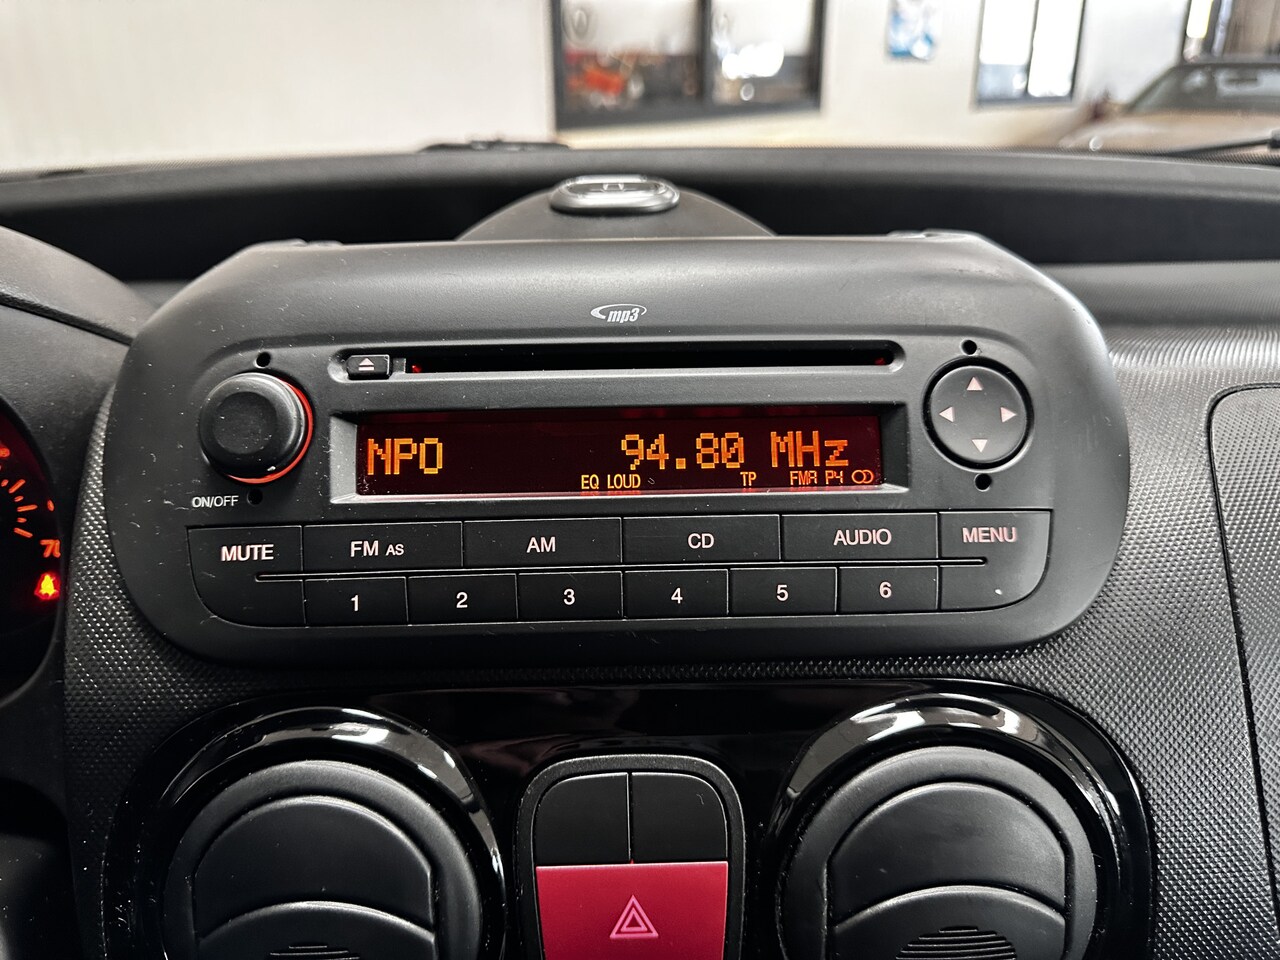 mp3
NPO 94.80 MHz
EQ LOUD TP FMA P4
ON/OFF
MUTE FM AS AM CD AUDIO MENU
1 2 3 4 5 6